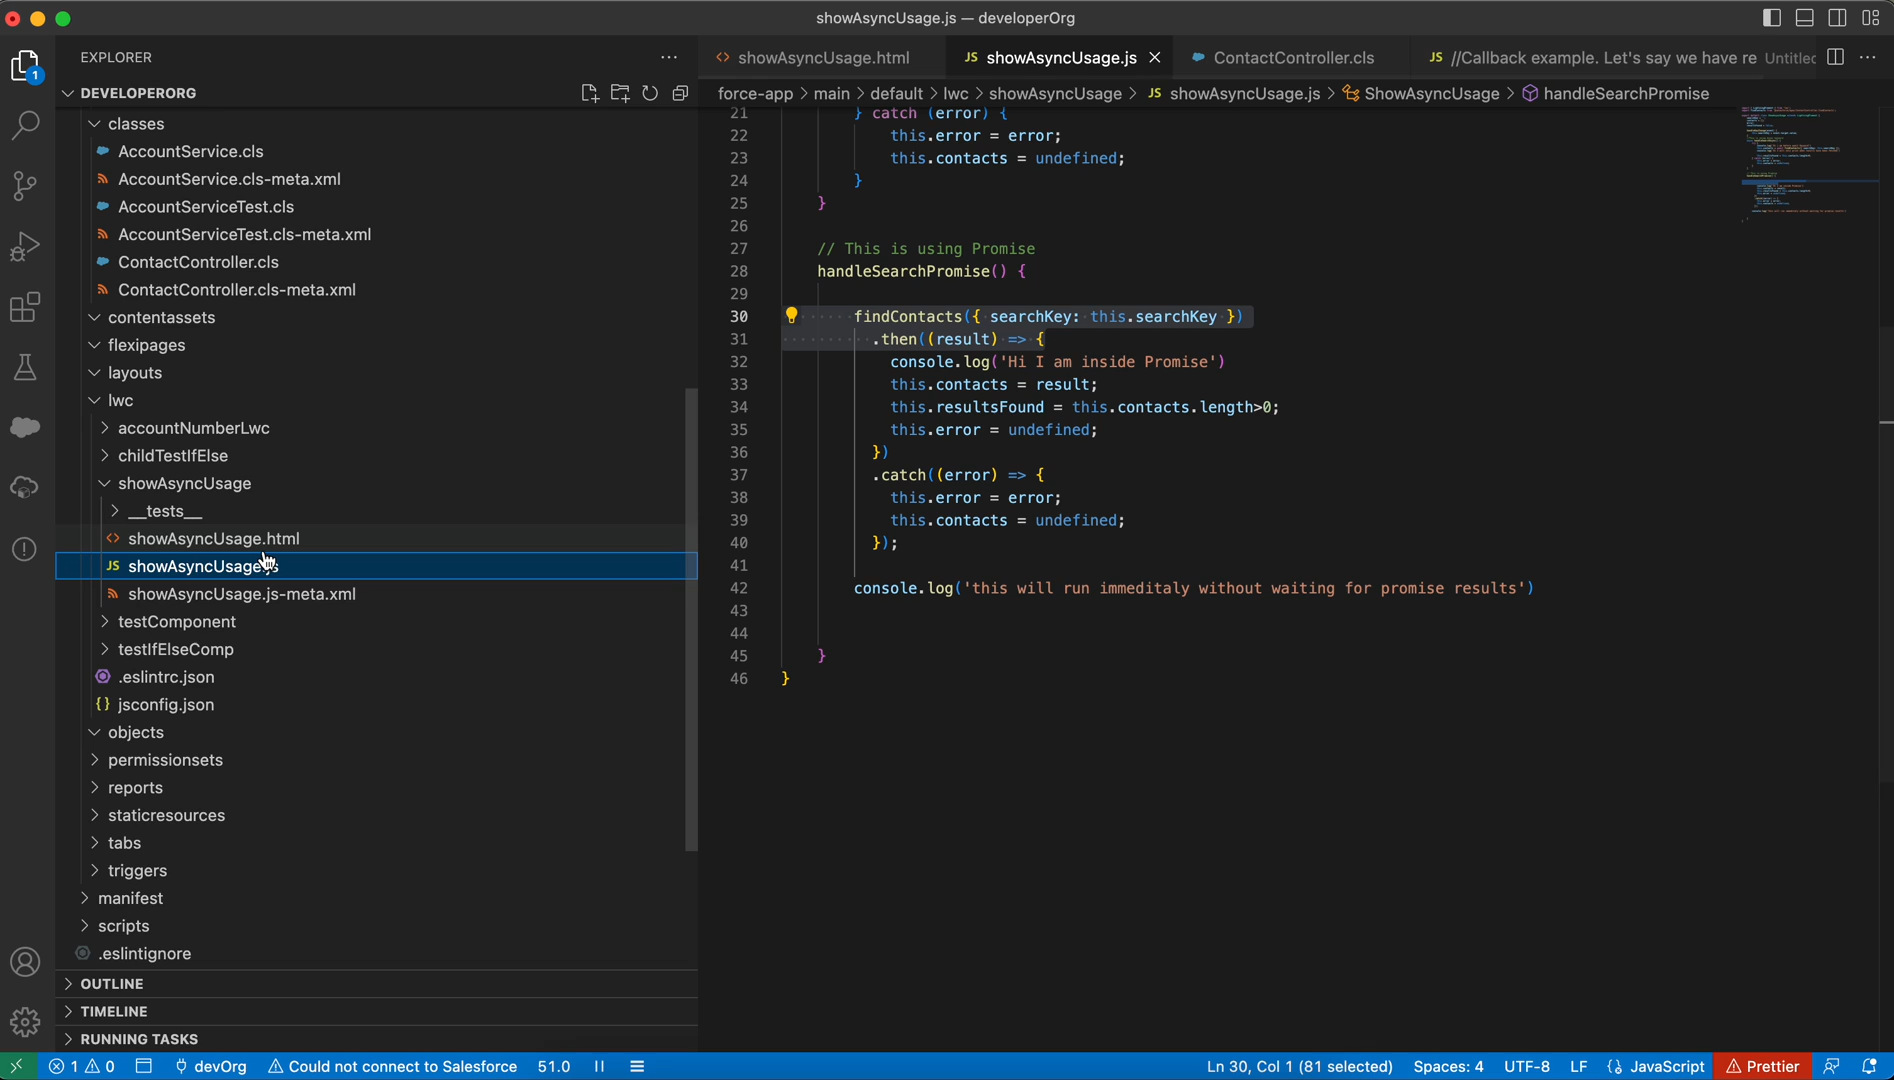 showAsyncUsage.js — developerOrg
1
EXPLORER
DEVELOPERORG
classes
AccountService.cls
AccountService.cls-meta.xml
AccountServiceTest.cls
AccountServiceTest.cls-meta.xml
ContactController.cls
ContactController.cls-meta.xml
contentassets
flexipages
layouts
lwc
accountNumberLwc
childTestIfElse
showAsyncUsage
__tests__
<> showAsyncUsage.html
JS showAsyncUsage.js
showAsyncUsage.js-meta.xml
testComponent
testIfElseComp
.eslintrc.json
{} jsconfig.json
objects
permissionsets
reports
staticresources
tabs
triggers
manifest
scripts
.eslintignore
OUTLINE
TIMELINE
RUNNING TASKS
<> showAsyncUsage.html JS showAsyncUsage.js ContactController.cls JS //Callback example. Let's say we have re Untitled
force-app > main > default > lwc > showAsyncUsage > JS showAsyncUsage.js > ShowAsyncUsage > handleSearchPromise
21 } catch (error) {
22 this.error = error;
23 this.contacts = undefined;
24 }
25 }
26
27 // This is using Promise
28 handleSearchPromise() {
29
30 findContacts({ searchKey: this.searchKey })
31 .then((result) => {
32 console.log('Hi I am inside Promise')
33 this.contacts = result;
34 this.resultsFound = this.contacts.length>0;
35 this.error = undefined;
36 })
37 .catch((error) => {
38 this.error = error;
39 this.contacts = undefined;
40 });
41
42 console.log('this will run immeditaly without waiting for promise results')
43
44
45 }
46 }
1 0 devOrg Could not connect to Salesforce 51.0 Ln 30, Col 1 (81 selected) Spaces: 4 UTF-8 LF {} JavaScript Prettier